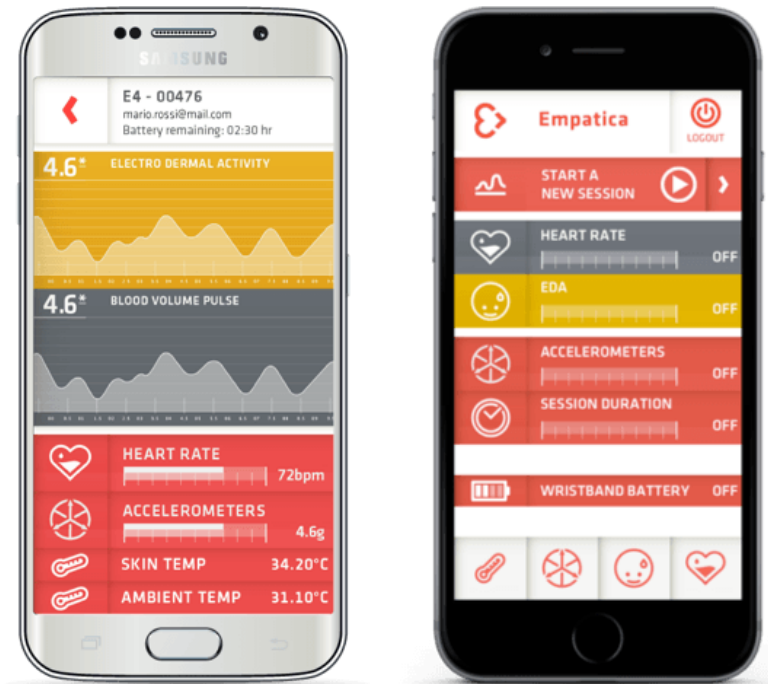 SAMSUNG
E4 - 00476
mario.rossi@mail.com
Battery remaining: 02:30 hr
4.6 ELECTRO DERMAL ACTIVITY
4.6 BLOOD VOLUME PULSE
HEART RATE
72bpm
ACCELEROMETERS
4.6g
SKIN TEMP 34.20°C
AMBIENT TEMP 31.10°C
Empatica
LOGOUT
START A
NEW SESSION
HEART RATE
OFF
EDA
OFF
ACCELEROMETERS
OFF
SESSION DURATION
OFF
WRISTBAND BATTERY OFF